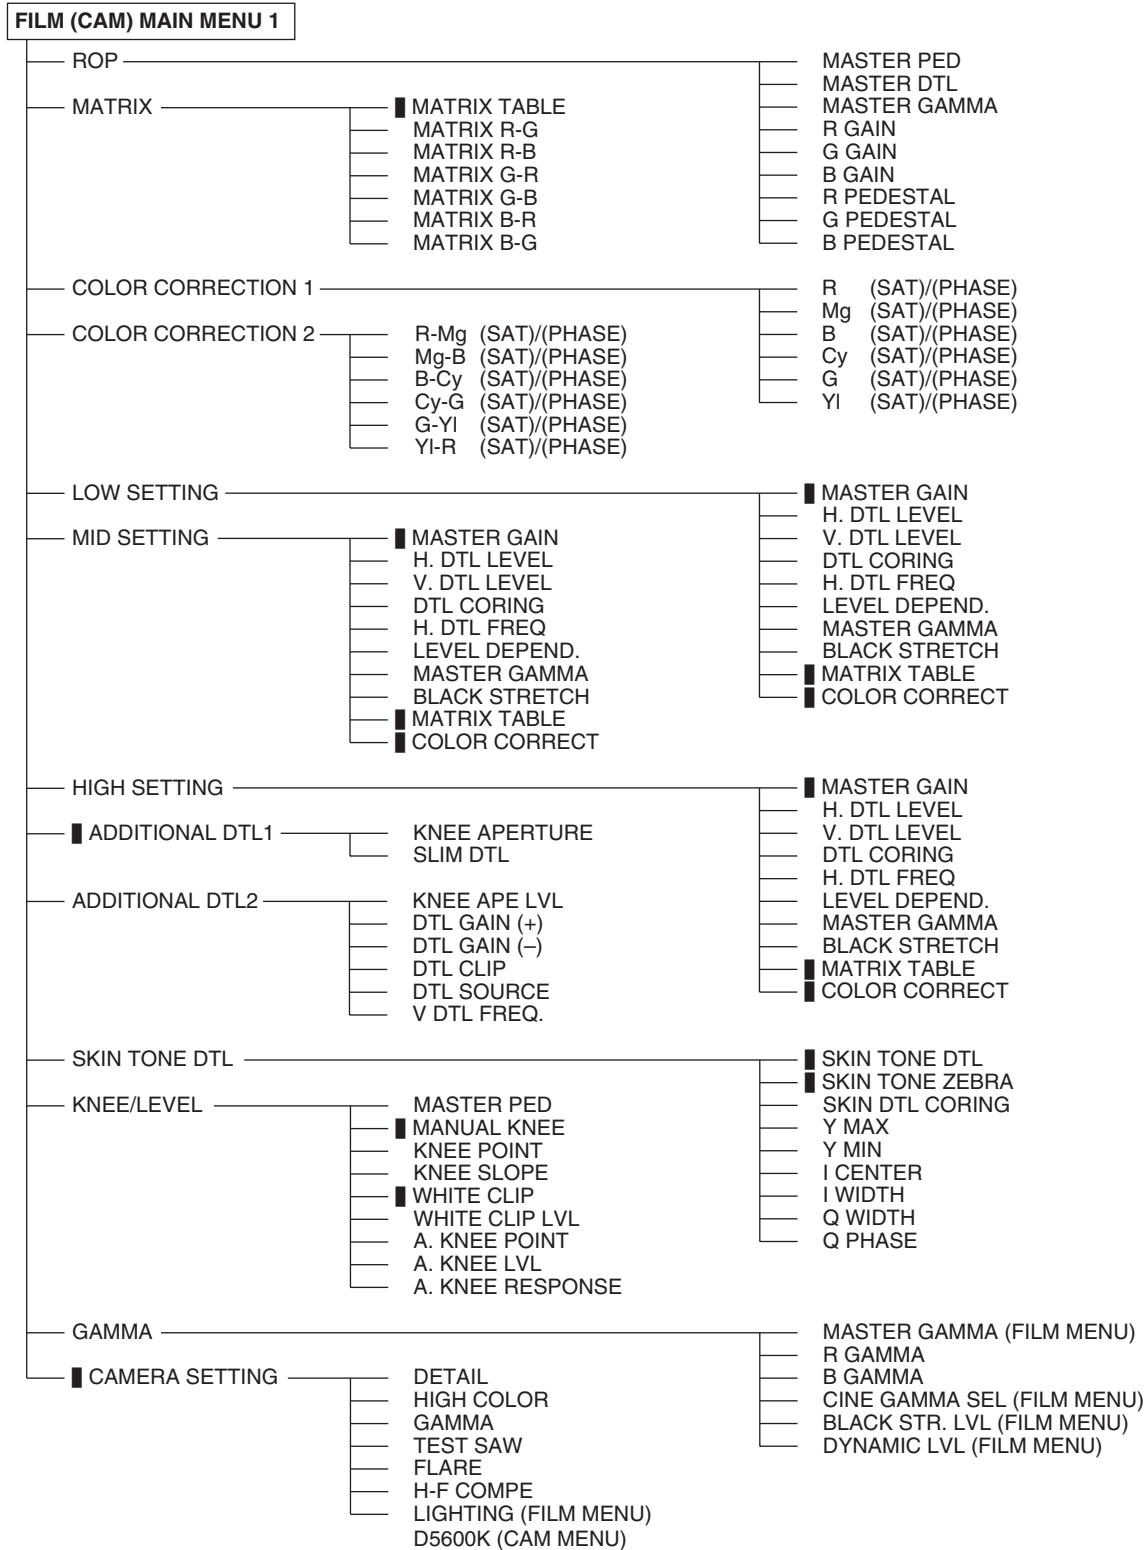 FILM (CAM) MAIN MENU 1
ROP
MASTER PED
MASTER DTL
MASTER GAMMA
R GAIN
G GAIN
B GAIN
R PEDESTAL
G PEDESTAL
B PEDESTAL
MATRIX
MATRIX TABLE
MATRIX R-G
MATRIX R-B
MATRIX G-R
MATRIX G-B
MATRIX B-R
MATRIX B-G
COLOR CORRECTION 1
R (SAT)/(PHASE)
Mg (SAT)/(PHASE)
B (SAT)/(PHASE)
Cy (SAT)/(PHASE)
G (SAT)/(PHASE)
Yl (SAT)/(PHASE)
COLOR CORRECTION 2
R-Mg (SAT)/(PHASE)
Mg-B (SAT)/(PHASE)
B-Cy (SAT)/(PHASE)
Cy-G (SAT)/(PHASE)
G-Yl (SAT)/(PHASE)
Yl-R (SAT)/(PHASE)
LOW SETTING
MASTER GAIN
H. DTL LEVEL
V. DTL LEVEL
DTL CORING
H. DTL FREQ
LEVEL DEPEND.
MASTER GAMMA
BLACK STRETCH
MATRIX TABLE
COLOR CORRECT
MID SETTING
MASTER GAIN
H. DTL LEVEL
V. DTL LEVEL
DTL CORING
H. DTL FREQ
LEVEL DEPEND.
MASTER GAMMA
BLACK STRETCH
MATRIX TABLE
COLOR CORRECT
HIGH SETTING
MASTER GAIN
H. DTL LEVEL
V. DTL LEVEL
DTL CORING
H. DTL FREQ
LEVEL DEPEND.
MASTER GAMMA
BLACK STRETCH
MATRIX TABLE
COLOR CORRECT
ADDITIONAL DTL1
KNEE APERTURE
SLIM DTL
ADDITIONAL DTL2
KNEE APE LVL
DTL GAIN (+)
DTL GAIN (–)
DTL CLIP
DTL SOURCE
V DTL FREQ.
SKIN TONE DTL
SKIN TONE DTL
SKIN TONE ZEBRA
SKIN DTL CORING
Y MAX
Y MIN
I CENTER
I WIDTH
Q WIDTH
Q PHASE
KNEE/LEVEL
MASTER PED
MANUAL KNEE
KNEE POINT
KNEE SLOPE
WHITE CLIP
WHITE CLIP LVL
A. KNEE POINT
A. KNEE LVL
A. KNEE RESPONSE
GAMMA
MASTER GAMMA (FILM MENU)
R GAMMA
B GAMMA
CINE GAMMA SEL (FILM MENU)
BLACK STR. LVL (FILM MENU)
DYNAMIC LVL (FILM MENU)
CAMERA SETTING
DETAIL
HIGH COLOR
GAMMA
TEST SAW
FLARE
H-F COMPE
LIGHTING (FILM MENU)
D5600K (CAM MENU)